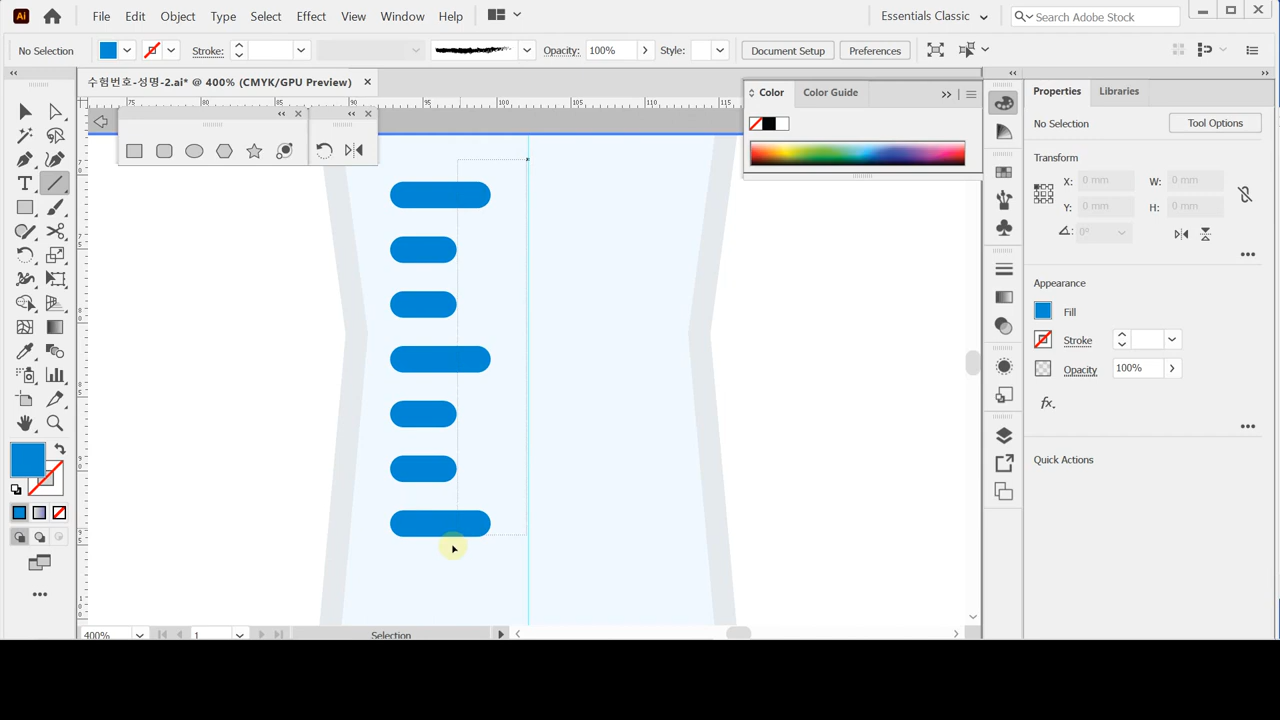 Ai File Edit Object Type Select Effect View Window Help Essentials Classic Search Adobe Stock
No Selection Stroke: Opacity: 100% Style: Document Setup Preferences
수험번호-성명-2.ai* @ 400% (CMYK/GPU Preview)
Color Color Guide
Properties Libraries
75 80 85 90 95 100 105 110 115
No Selection Tool Options
Transform
X: 0 mm W: 0 mm
Y: 0 mm H: 0 mm
0°
Appearance
Fill
Stroke
Opacity 100%
fx
Quick Actions
400% 1 Selection